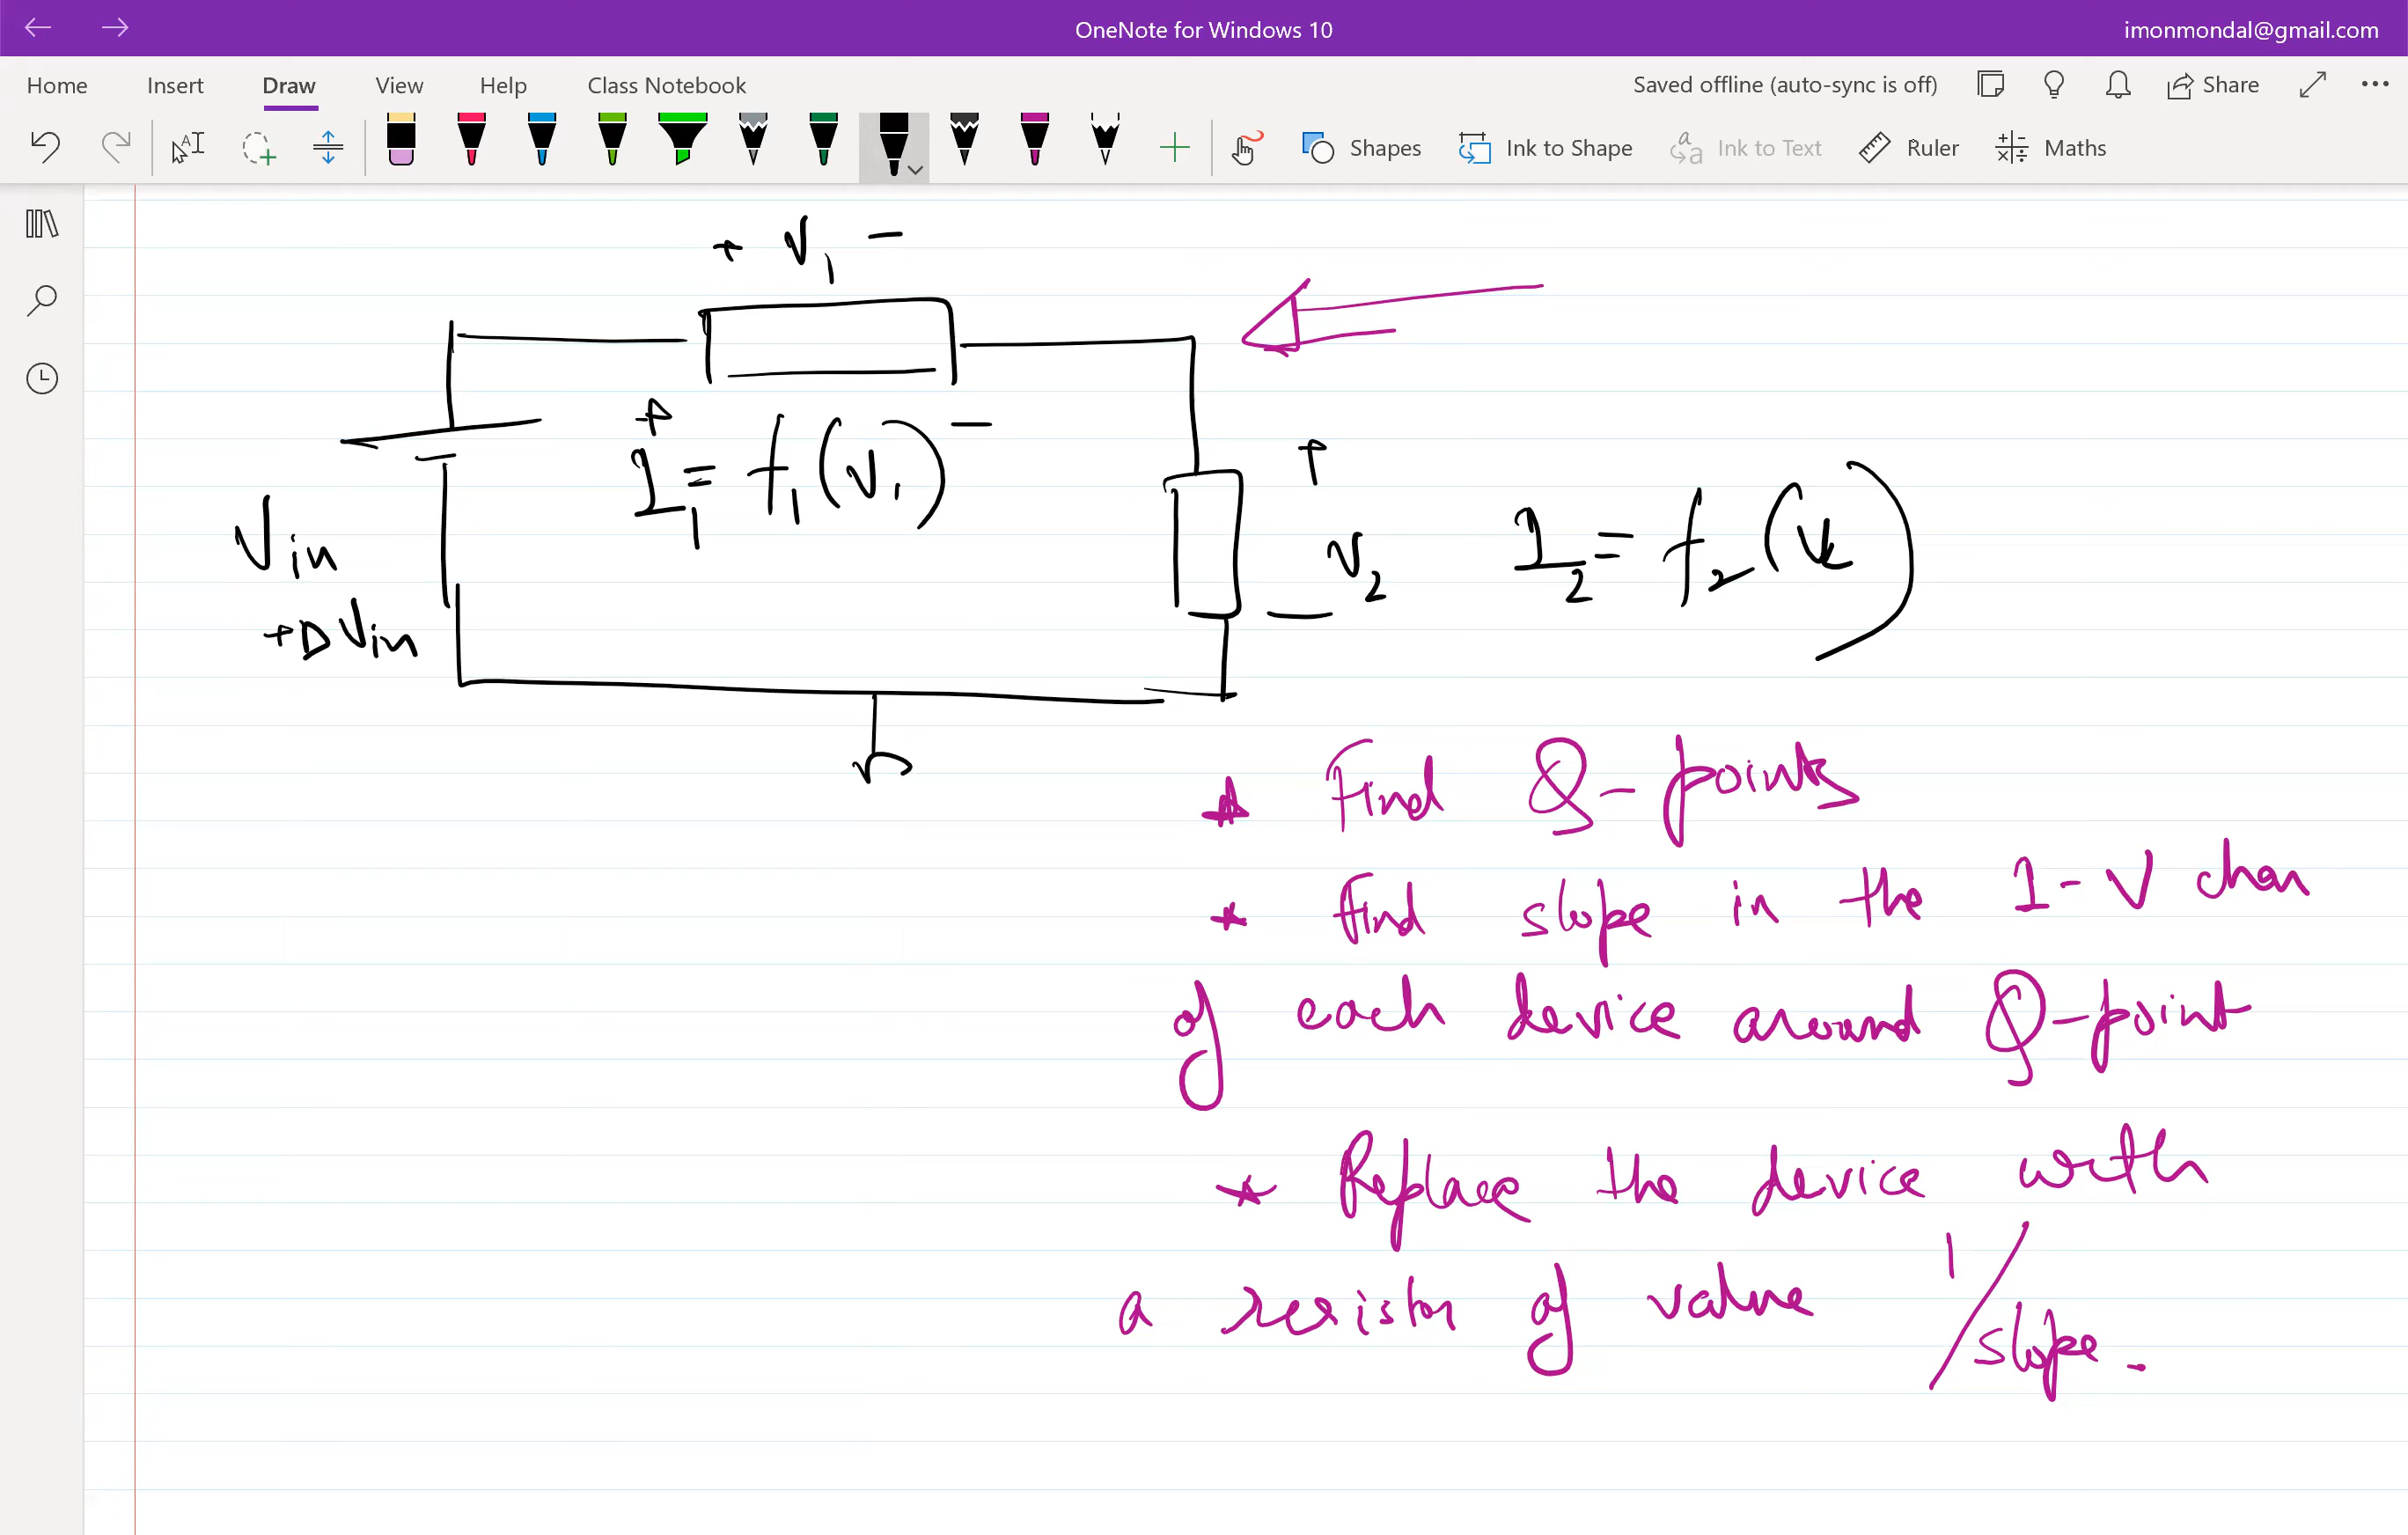 OneNote for Windows 10
imonmondal@gmail.com
Home Insert Draw View Help Class Notebook
Saved offline (auto-sync is off) Share
Shapes Ink to Shape Ink to Text Ruler Maths
+ V₁ -
+ -
I₁ = f₁(V₁)
+
V₂
-
I₂ = f₂(V₂)
Vin
+ΔVin
* Find Q-points
* find slope in the I-V char
of each device around Q-point
* Replace the device with
a resistor of value 1/slope.